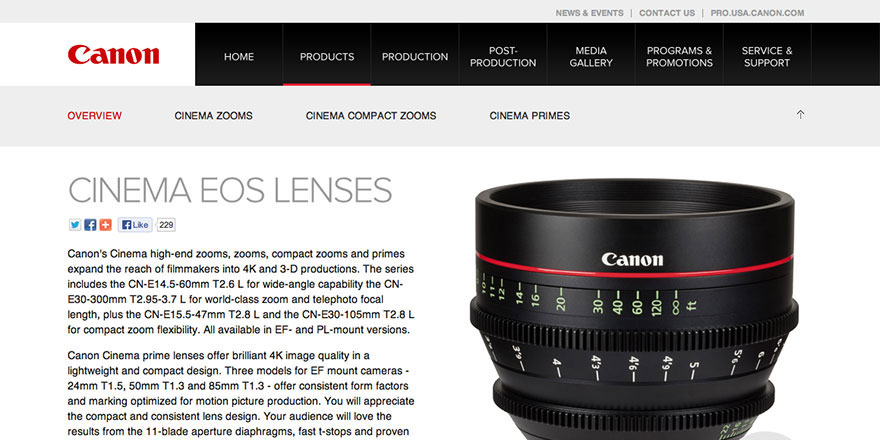 NEWS & EVENTS | CONTACT US | PRO.USA.CANON.COM
Canon
HOME
PRODUCTS
PRODUCTION
POST-
PRODUCTION
MEDIA
GALLERY
PROGRAMS &
PROMOTIONS
SERVICE &
SUPPORT
OVERVIEW
CINEMA ZOOMS
CINEMA COMPACT ZOOMS
CINEMA PRIMES
CINEMA EOS LENSES
Like 229
Canon's Cinema high-end zooms, zooms, compact zooms and primes
expand the reach of filmmakers into 4K and 3-D productions. The series
includes the CN-E14.5-60mm T2.6 L for wide-angle capability the CN-
E30-300mm T2.95-3.7 L for world-class zoom and telephoto focal
length, plus the CN-E15.5-47mm T2.8 L and the CN-E30-105mm T2.8 L
for compact zoom flexibility. All available in EF- and PL-mount versions.
Canon Cinema prime lenses offer brilliant 4K image quality in a
lightweight and compact design. Three models for EF mount cameras -
24mm T1.5, 50mm T1.3 and 85mm T1.3 - offer consistent form factors
and marking optimized for motion picture production. You will appreciate
the compact and consistent lens design. Your audience will love the
results from the 11-blade aperture diaphragms, fast t-stops and proven
Canon
10 11 12 14 16 20 30 40 60 120 ∞ ft
3'9 4 4'3 4'6 5 5'6 6